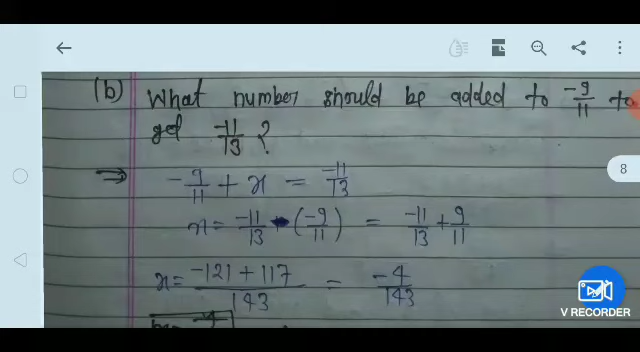 (b) What number should be added to -9/11 to
get -11/13 ?
8
⇒ -9/11 + x = -11/13
x = -11/13 - (-9/11) = -11/13 + 9/11
x = -121 + 117 / 143 = -4/143
V RECORDER